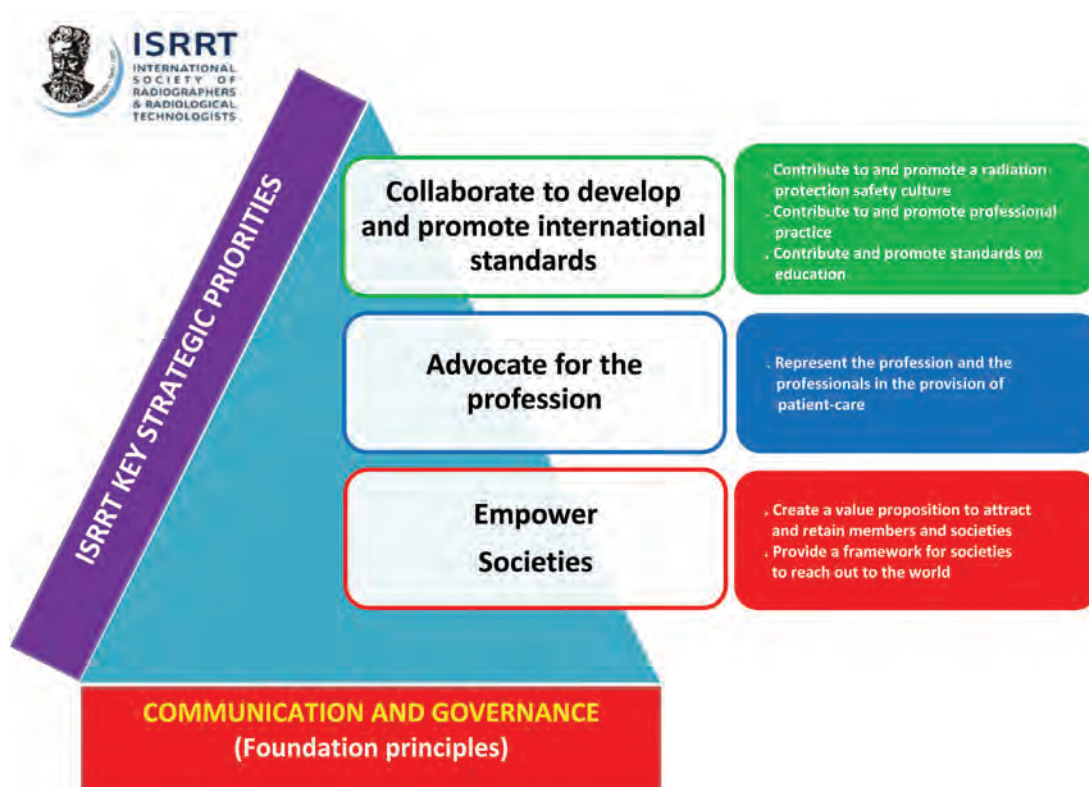 ISRRT
INTERNATIONAL
SOCIETY OF
RADIOGRAPHERS
& RADIOLOGICAL
TECHNOLOGISTS
ISRRT KEY STRATEGIC PRIORITIES
Collaborate to develop
and promote international
standards
. Contribute to and promote a radiation
protection safety culture
. Contribute to and promote professional
practice
. Contribute and promote standards on
education
Advocate for the
profession
. Represent the profession and the
professionals in the provision of
patient-care
Empower
Societies
. Create a value proposition to attract
and retain members and societies
. Provide a framework for societies
to reach out to the world
COMMUNICATION AND GOVERNANCE
(Foundation principles)